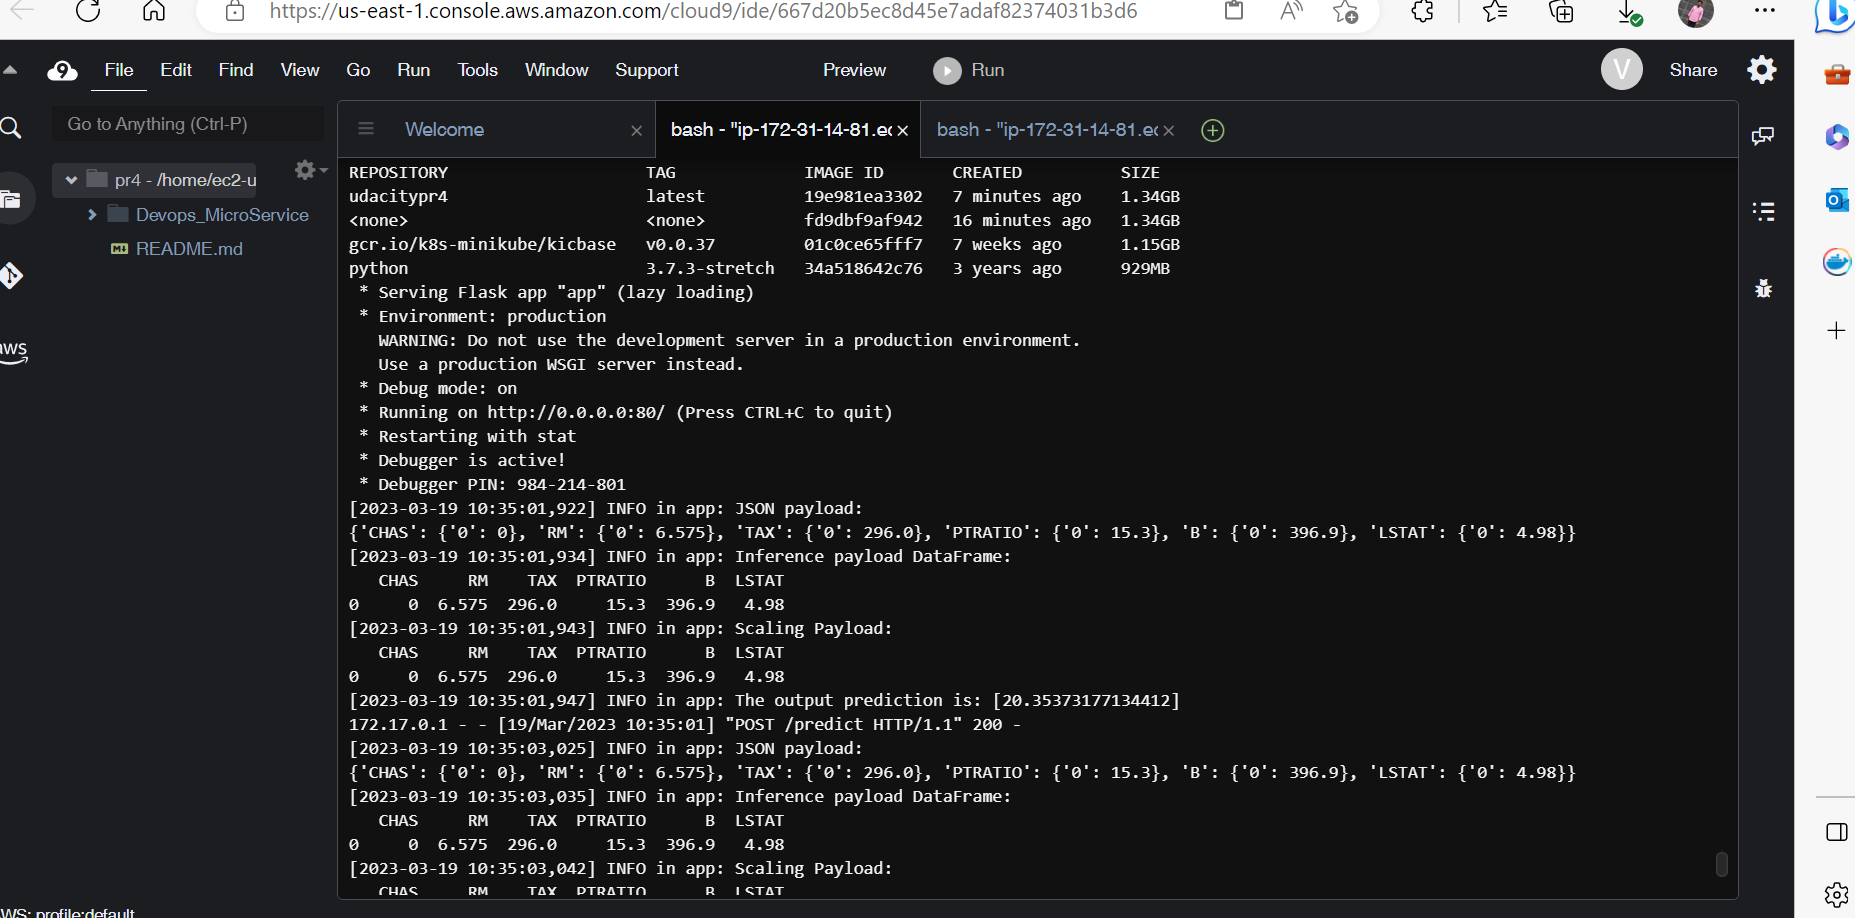 https://us-east-1.console.aws.amazon.com/cloud9/ide/667d20b5ec8d45e7adaf82374031b3d6
File Edit Find View Go Run Tools Window Support Preview Run V Share
Go to Anything (Ctrl-P)
Welcome
bash - "ip-172-31-14-81.ec
bash - "ip-172-31-14-81.ec
pr4 - /home/ec2-u
Devops_MicroService
README.md
aws
REPOSITORY TAG IMAGE ID CREATED SIZE
udacitypr4 latest 19e981ea3302 7 minutes ago 1.34GB
<none> <none> fd9dbf9af942 16 minutes ago 1.34GB
gcr.io/k8s-minikube/kicbase v0.0.37 01c0ce65fff7 7 weeks ago 1.15GB
python 3.7.3-stretch 34a518642c76 3 years ago 929MB
* Serving Flask app "app" (lazy loading)
* Environment: production
WARNING: Do not use the development server in a production environment.
Use a production WSGI server instead.
* Debug mode: on
* Running on http://0.0.0.0:80/ (Press CTRL+C to quit)
* Restarting with stat
* Debugger is active!
* Debugger PIN: 984-214-801
[2023-03-19 10:35:01,922] INFO in app: JSON payload:
{'CHAS': {'0': 0}, 'RM': {'0': 6.575}, 'TAX': {'0': 296.0}, 'PTRATIO': {'0': 15.3}, 'B': {'0': 396.9}, 'LSTAT': {'0': 4.98}}
[2023-03-19 10:35:01,934] INFO in app: Inference payload DataFrame:
CHAS RM TAX PTRATIO B LSTAT
0 0 6.575 296.0 15.3 396.9 4.98
[2023-03-19 10:35:01,943] INFO in app: Scaling Payload:
CHAS RM TAX PTRATIO B LSTAT
0 0 6.575 296.0 15.3 396.9 4.98
[2023-03-19 10:35:01,947] INFO in app: The output prediction is: [20.35373177134412]
172.17.0.1 - - [19/Mar/2023 10:35:01] "POST /predict HTTP/1.1" 200 -
[2023-03-19 10:35:03,025] INFO in app: JSON payload:
{'CHAS': {'0': 0}, 'RM': {'0': 6.575}, 'TAX': {'0': 296.0}, 'PTRATIO': {'0': 15.3}, 'B': {'0': 396.9}, 'LSTAT': {'0': 4.98}}
[2023-03-19 10:35:03,035] INFO in app: Inference payload DataFrame:
CHAS RM TAX PTRATIO B LSTAT
0 0 6.575 296.0 15.3 396.9 4.98
[2023-03-19 10:35:03,042] INFO in app: Scaling Payload:
CHAS RM TAX PTRATIO B LSTAT
WS: profile:default